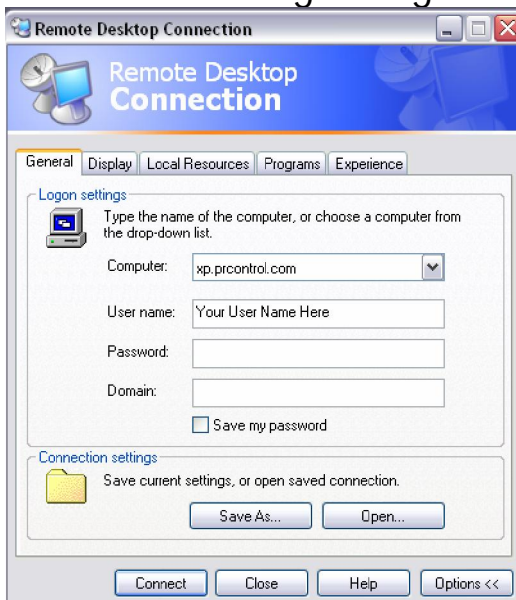 Remote Desktop Connection
Remote Desktop
Connection
General Display Local Resources Programs Experience
Logon settings
Type the name of the computer, or choose a computer from
the drop-down list.
Computer: xp.prcontrol.com
User name: Your User Name Here
Password:
Domain:
Save my password
Connection settings
Save current settings, or open saved connection.
Save As... Open...
Connect Close Help Options <<